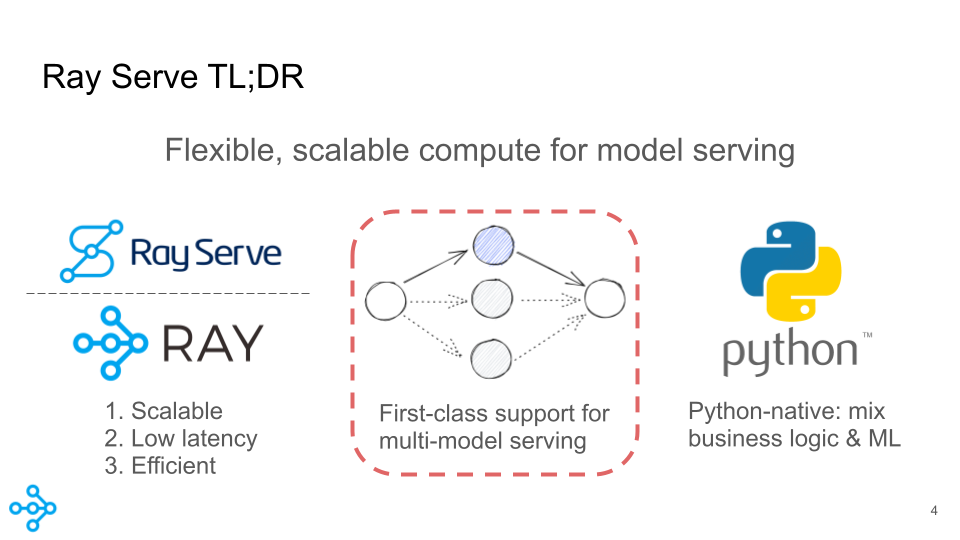 Ray Serve TL;DR
Flexible, scalable compute for model serving
Ray Serve
RAY
1. Scalable
2. Low latency
3. Efficient
First-class support for
multi-model serving
python™
Python-native: mix
business logic & ML
4